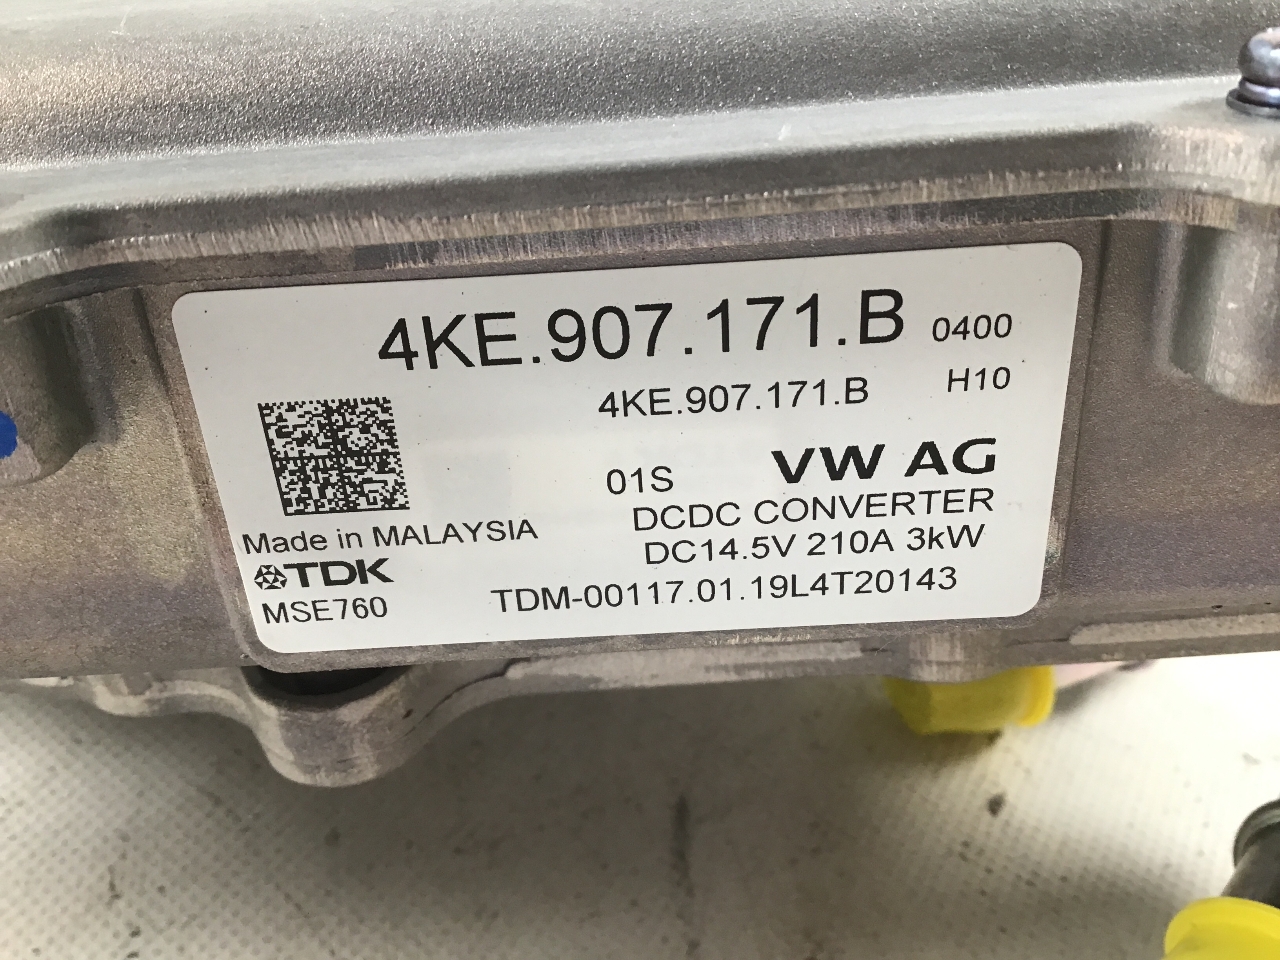 4KE.907.171.B 0400
4KE.907.171.B H10
01S VW AG
DCDC CONVERTER
Made in MALAYSIA
DC14.5V 210A 3kW
TDK
MSE760 TDM-00117.01.19L4T20143